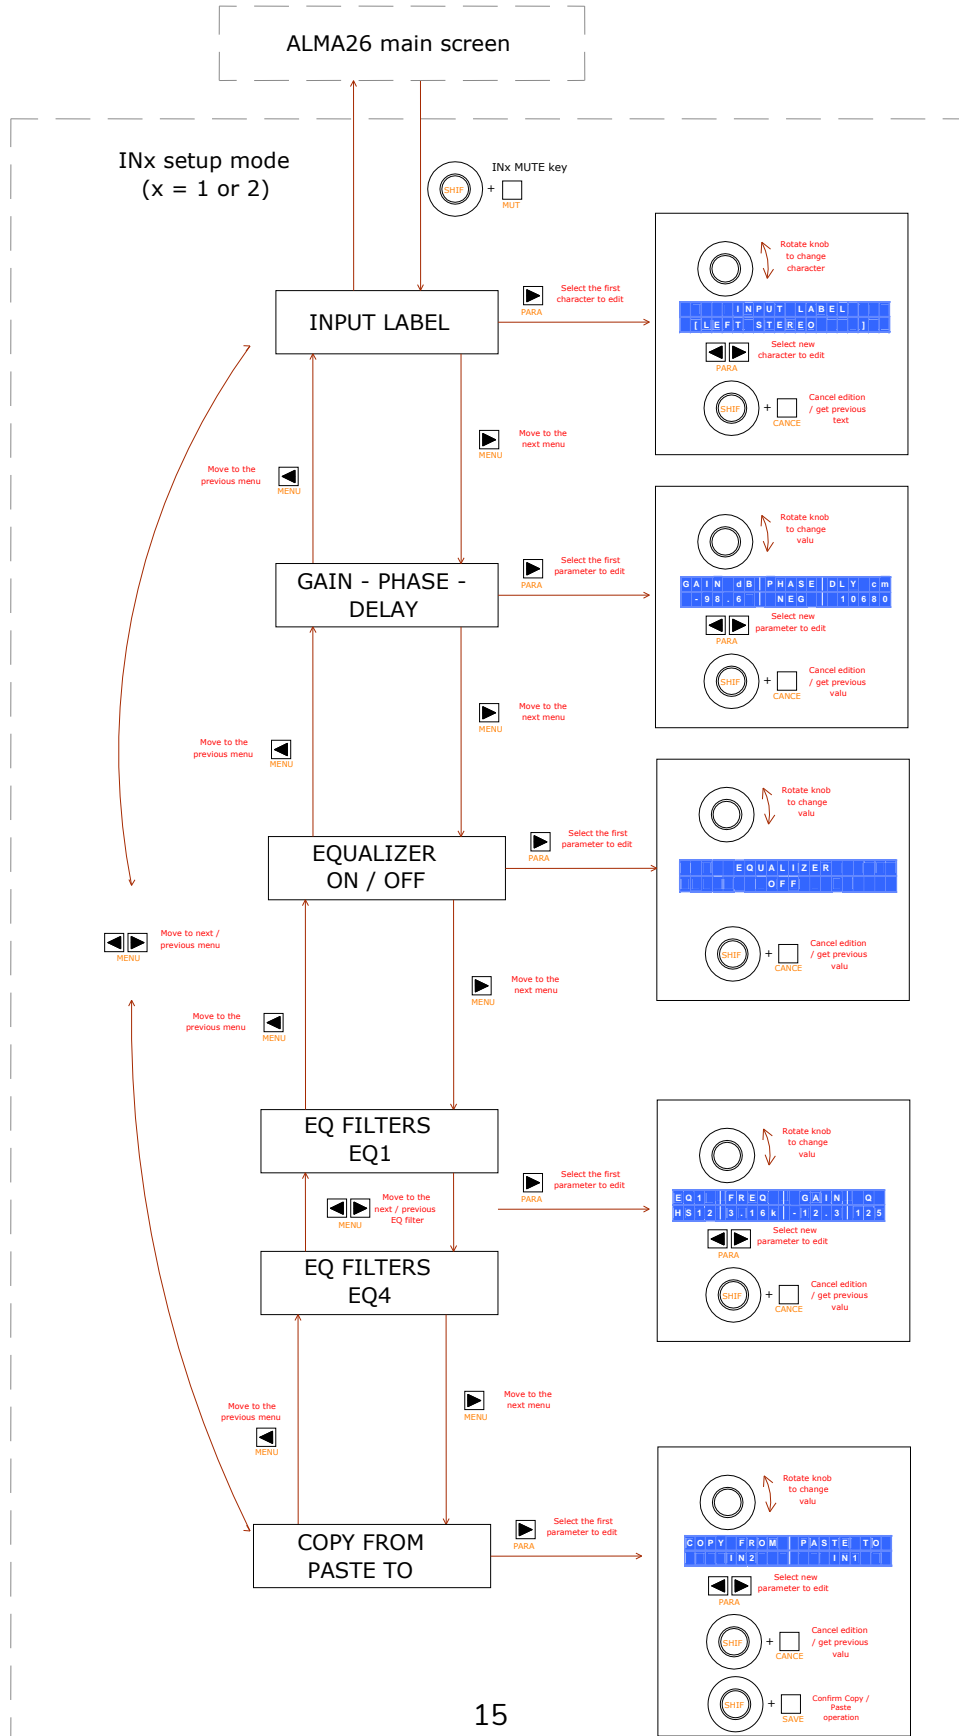 ALMA26 main screen
INx setup mode
(x = 1 or 2)
INx MUTE key
SHIF
+
MUT
INPUT LABEL
Select the first
character to edit
PARA
Rotate knob
to change
character
INPUT LABEL
[LEFT STEREO ]
Select new
character to edit
PARA
SHIF
+
CANCE
Cancel edition
/ get previous
text
Move to the
previous menu
MENU
Move to the
next menu
MENU
GAIN - PHASE -
DELAY
Select the first
parameter to edit
PARA
Rotate knob
to change
valu
GAIN dB|PHASE|DLY cm
-98.6 | NEG | 10680
Select new
parameter to edit
PARA
SHIF
+
CANCE
Cancel edition
/ get previous
valu
Move to the
previous menu
MENU
Move to the
next menu
MENU
EQUALIZER
ON / OFF
Select the first
parameter to edit
PARA
Rotate knob
to change
valu
EQUALIZER
OFF
SHIF
+
CANCE
Cancel edition
/ get previous
valu
Move to next /
previous menu
MENU
Move to the
previous menu
MENU
Move to the
next menu
MENU
EQ FILTERS
EQ1
Select the first
parameter to edit
PARA
Rotate knob
to change
valu
EQ1 |FREQ | GAIN| Q
HS12|3.16k|-12.3|125
Select new
parameter to edit
PARA
SHIF
+
CANCE
Cancel edition
/ get previous
valu
Move to the
next / previous
EQ filter
MENU
EQ FILTERS
EQ4
Move to the
previous menu
MENU
Move to the
next menu
MENU
COPY FROM
PASTE TO
Select the first
parameter to edit
PARA
Rotate knob
to change
valu
COPY FROM | PASTE TO
IN2 | IN1
Select new
parameter to edit
PARA
SHIF
+
CANCE
Cancel edition
/ get previous
valu
SHIF
+
SAVE
Confirm Copy /
Paste
operation
15